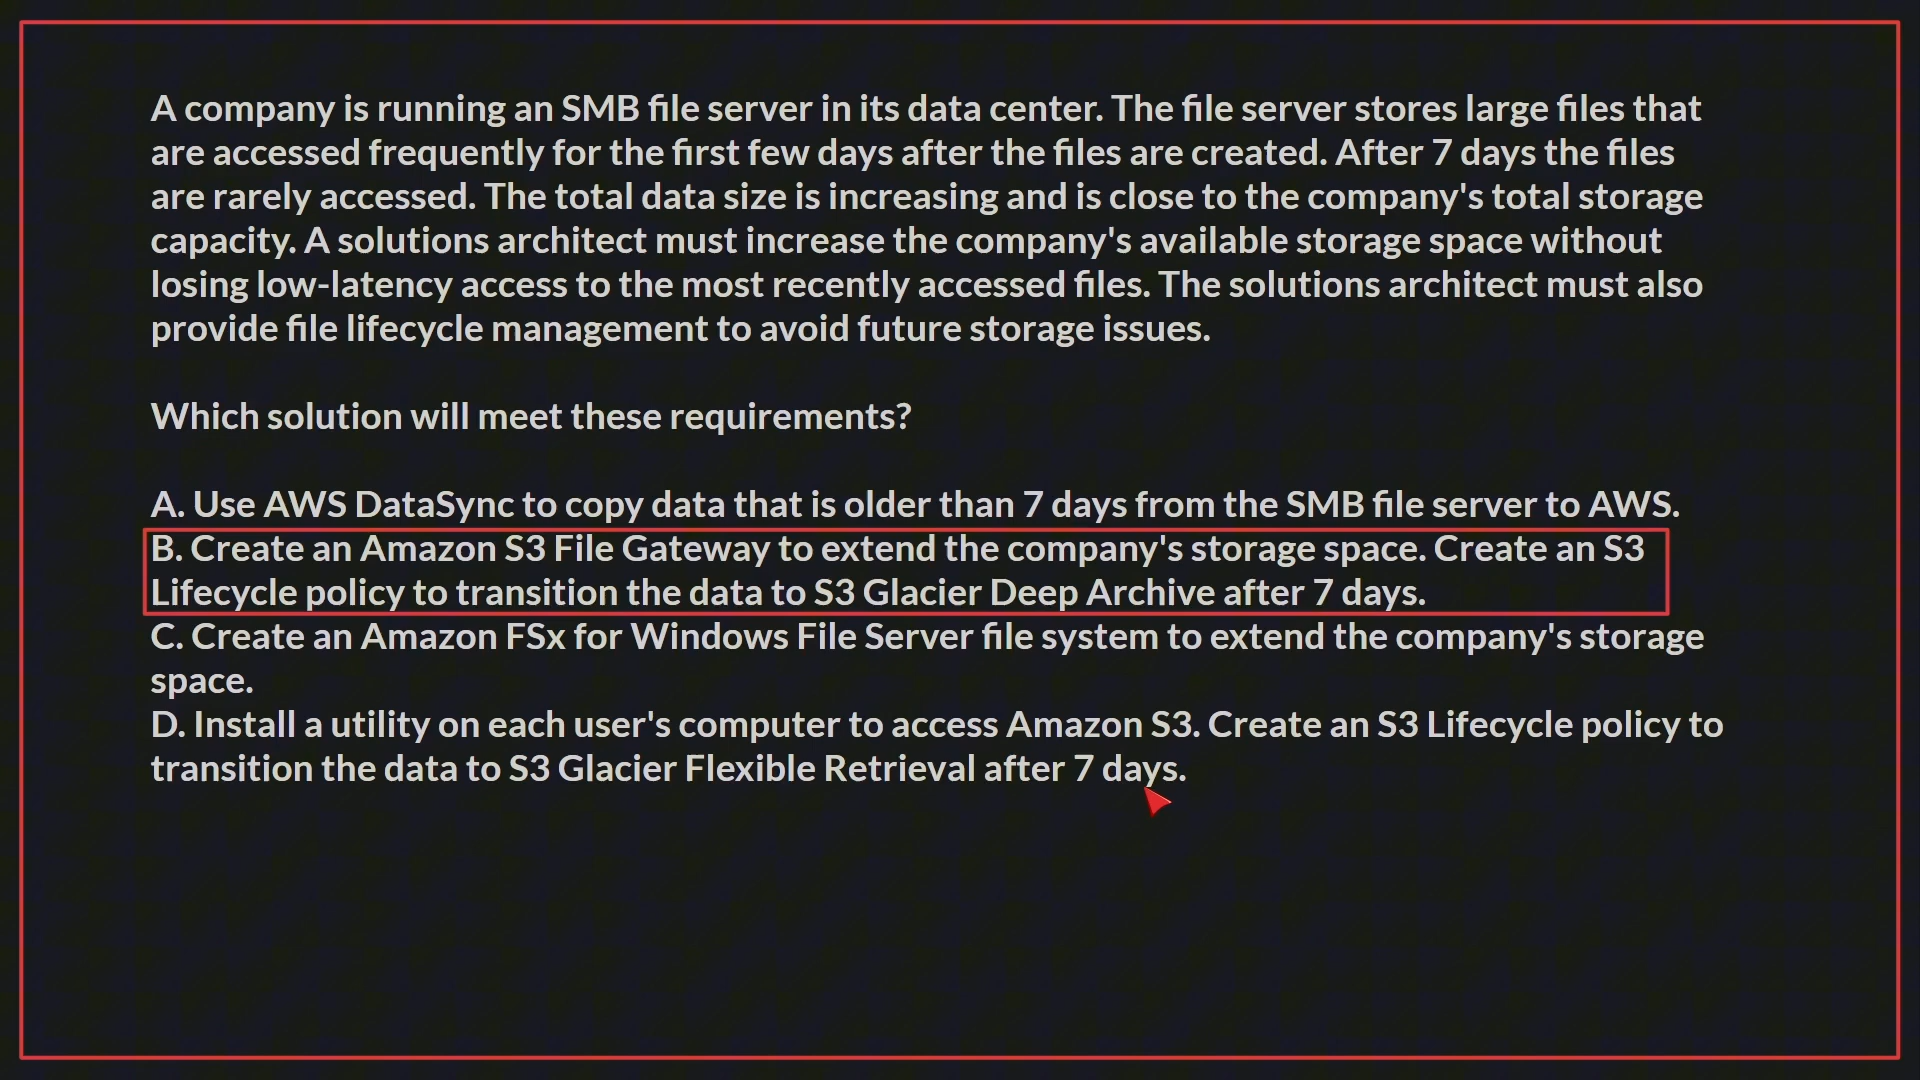 A company is running an SMB file server in its data center. The file server stores large files that
are accessed frequently for the first few days after the files are created. After 7 days the files
are rarely accessed. The total data size is increasing and is close to the company's total storage
capacity. A solutions architect must increase the company's available storage space without
losing low-latency access to the most recently accessed files. The solutions architect must also
provide file lifecycle management to avoid future storage issues.
Which solution will meet these requirements?
A. Use AWS DataSync to copy data that is older than 7 days from the SMB file server to AWS.
B. Create an Amazon S3 File Gateway to extend the company's storage space. Create an S3
Lifecycle policy to transition the data to S3 Glacier Deep Archive after 7 days.
C. Create an Amazon FSx for Windows File Server file system to extend the company's storage
space.
D. Install a utility on each user's computer to access Amazon S3. Create an S3 Lifecycle policy to
transition the data to S3 Glacier Flexible Retrieval after 7 days.